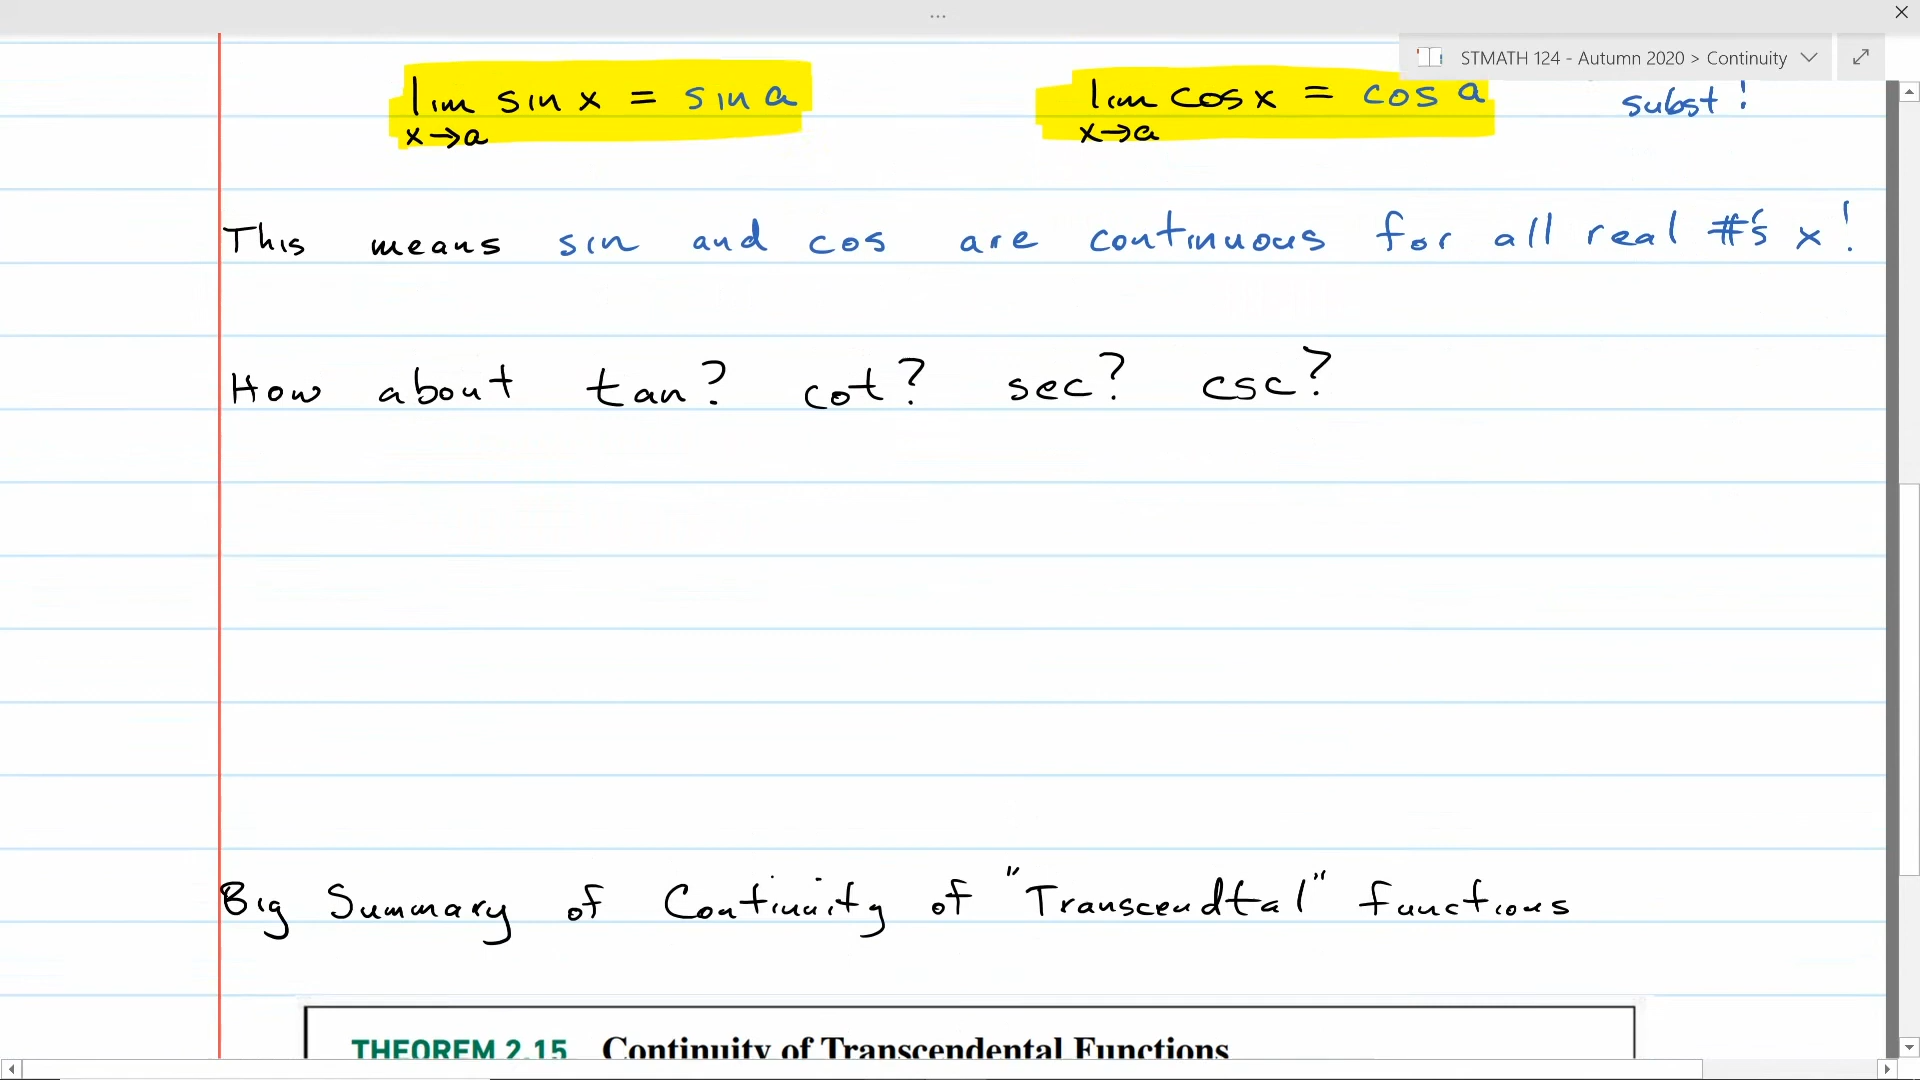 STMATH 124 - Autumn 2020 > Continuity
lim sin x = sin a   lim cos x = cos a   subst!
x→a   x→a
This means sin and cos are continuous for all real #'s x!
How about tan? cot? sec? csc?
Big Summary of Continuity of "Transcendtal" functions
THEOREM 2.15 Continuity of Transcendental Functions